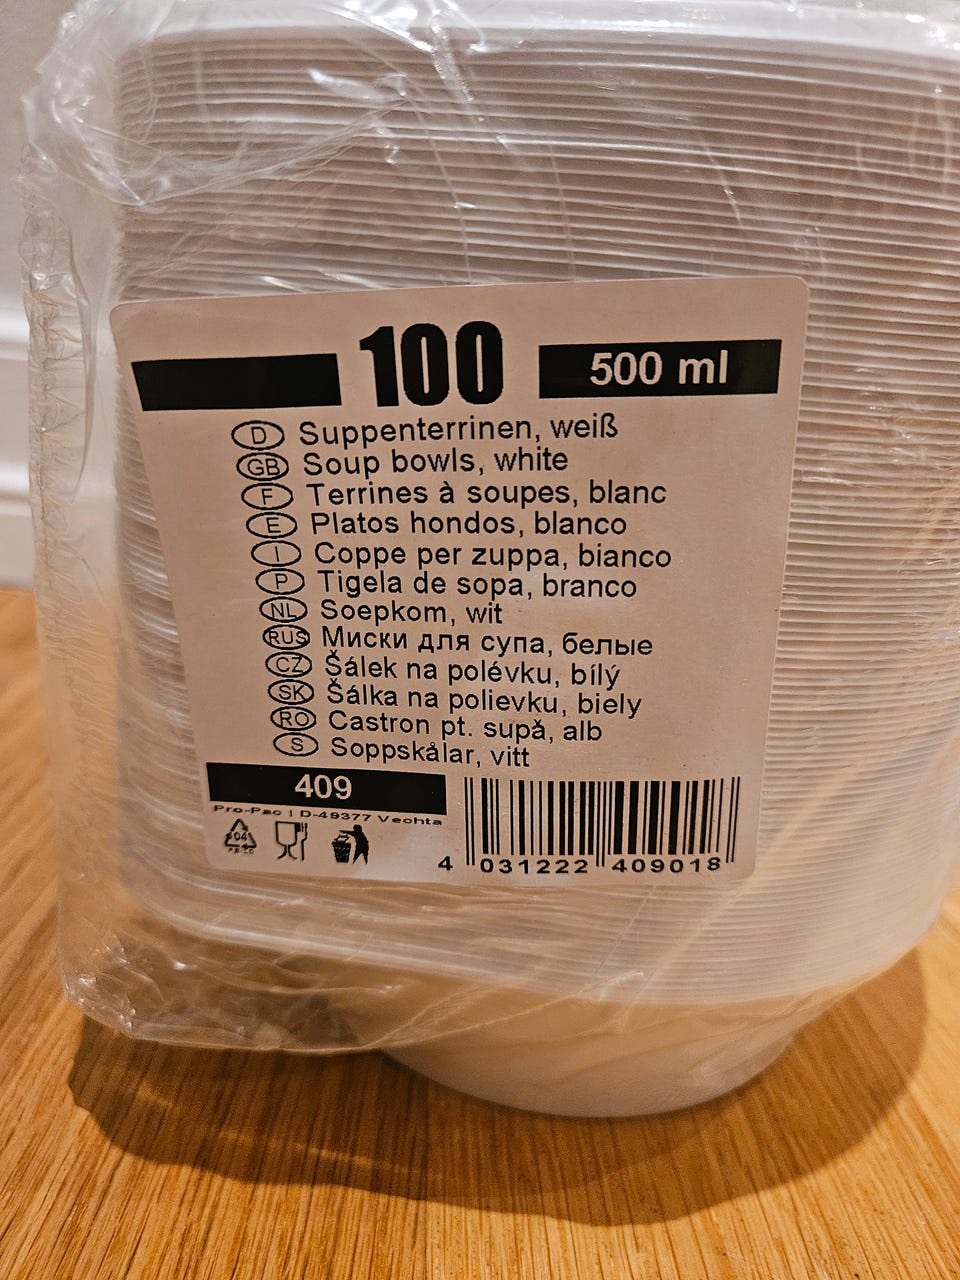 100
500 ml
D Suppenterrinen, weiß
GB Soup bowls, white
F Terrines à soupes, blanc
E Platos hondos, blanco
I Coppe per zuppa, bianco
P Tigela de sopa, branco
NL Soepkom, wit
RUS Миски для супа, белые
CZ Šálek na polévku, bílý
SK Šálka na polievku, biely
RO Castron pt. supă, alb
S Soppskålar, vitt
409
Pro-Pac | D-49377 Vechta
04
4 031222 409018